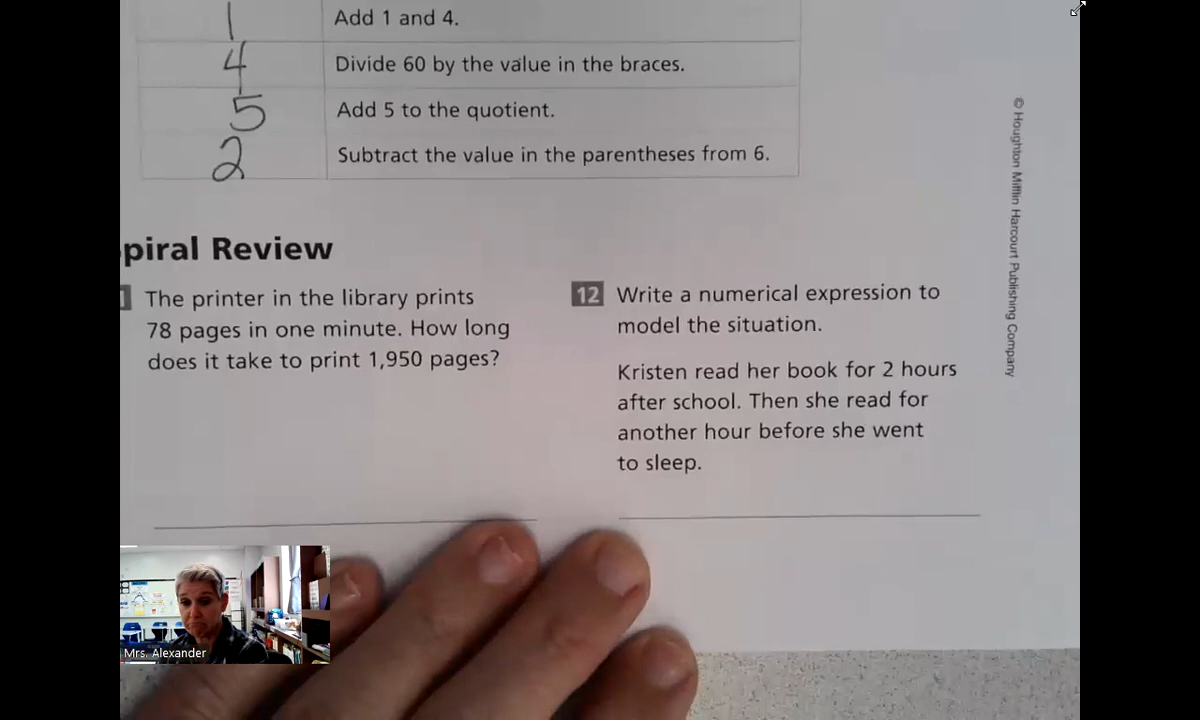 1 Add 1 and 4.
4 Divide 60 by the value in the braces.
5 Add 5 to the quotient.
2 Subtract the value in the parentheses from 6.
piral Review
The printer in the library prints
78 pages in one minute. How long
does it take to print 1,950 pages?
12 Write a numerical expression to
model the situation.
Kristen read her book for 2 hours
after school. Then she read for
another hour before she went
to sleep.
© Houghton Mifflin Harcourt Publishing Company
Mrs. Alexander